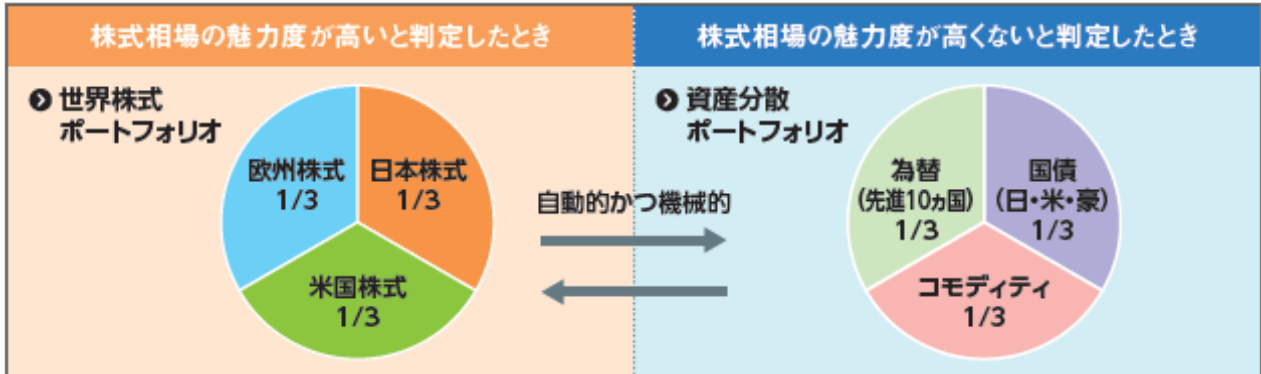 株式相場の魅力度が高いと判定したとき
株式相場の魅力度が高くないと判定したとき
世界株式
ポートフォリオ
欧州株式
1/3
日本株式
1/3
米国株式
1/3
自動的かつ機械的
資産分散
ポートフォリオ
為替
(先進10ヵ国)
1/3
国債
(日・米・豪)
1/3
コモディティ
1/3